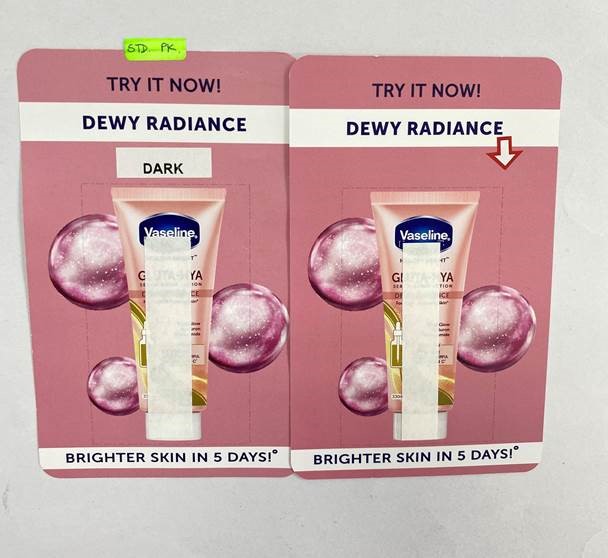 STD. PK.
TRY IT NOW!
DEWY RADIANCE
DARK
Vaseline.
BRIGHTER SKIN IN 5 DAYS!°
TRY IT NOW!
DEWY RADIANCE
Vaseline.
BRIGHTER SKIN IN 5 DAYS!°